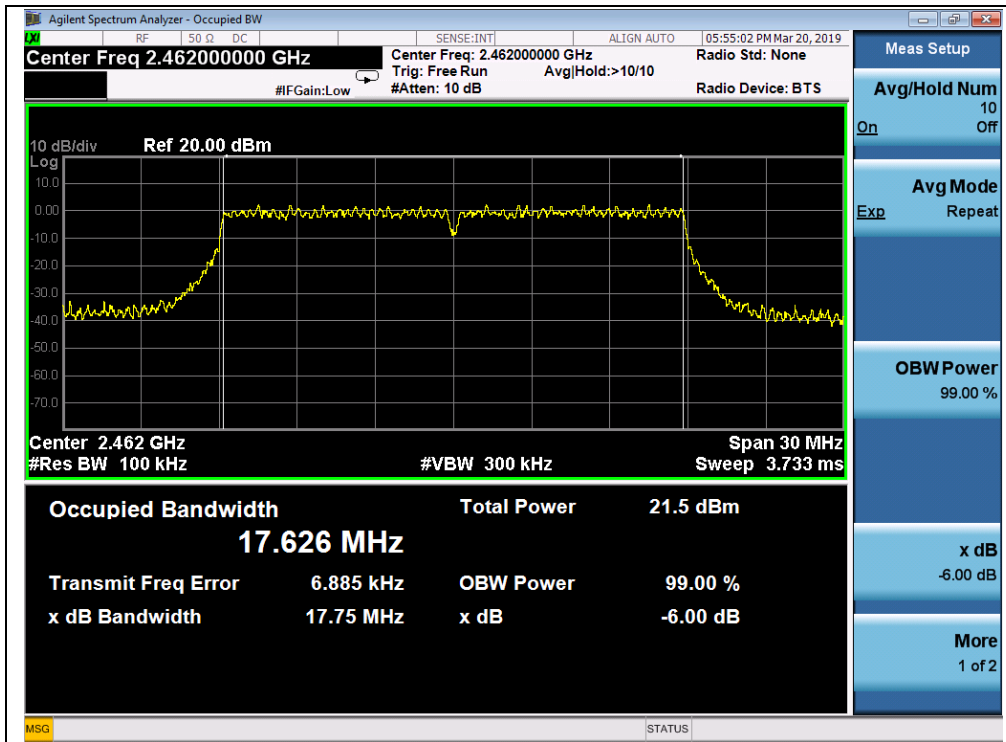 Agilent Spectrum Analyzer - Occupied BW
LXI RF 50 Ω DC SENSE:INT ALIGN AUTO 05:55:02 PM Mar 20, 2019
Center Freq 2.462000000 GHz
Center Freq: 2.462000000 GHz
Radio Std: None
Trig: Free Run Avg|Hold:>10/10
#IFGain:Low
#Atten: 10 dB
Radio Device: BTS
10 dB/div Ref 20.00 dBm
Log
10.0
0.00
-10.0
-20.0
-30.0
-40.0
-50.0
-60.0
-70.0
Center 2.462 GHz
Span 30 MHz
#Res BW 100 kHz
#VBW 300 kHz
Sweep 3.733 ms
Occupied Bandwidth
17.626 MHz
Total Power 21.5 dBm
Transmit Freq Error 6.885 kHz
OBW Power 99.00 %
x dB Bandwidth 17.75 MHz
x dB -6.00 dB
Meas Setup
Avg/Hold Num
10
On Off
Avg Mode
Exp Repeat
OBW Power
99.00 %
x dB
-6.00 dB
More
1 of 2
MSG
STATUS